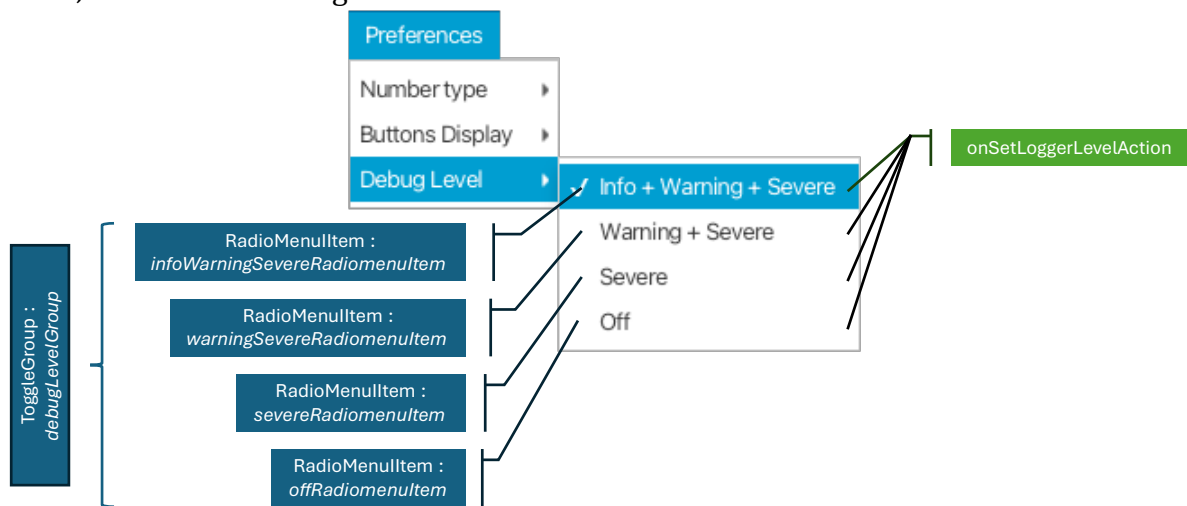 Preferences
Number type
Buttons Display
Debug Level
Info + Warning + Severe
Warning + Severe
Severe
Off
onSetLoggerLevelAction
RadioMenuItem :
infoWarningSevereRadiomenuItem
RadioMenuItem :
warningSevereRadiomenuItem
RadioMenuItem :
severeRadiomenuItem
RadioMenuItem :
offRadiomenuItem
ToggleGroup :
debugLevelGroup